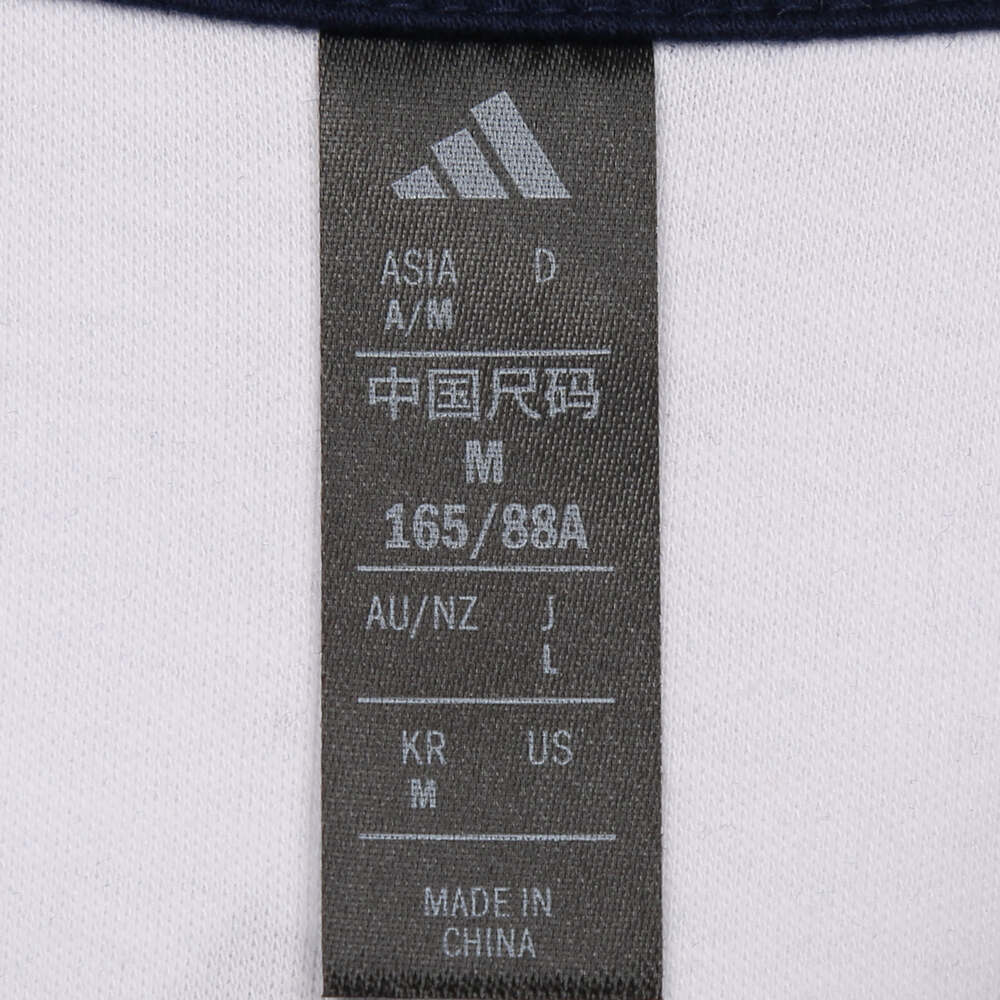 ASIA D
A/M
中国尺码
M
165/88A
AU/NZ J
L
KR US
M
MADE IN
CHINA